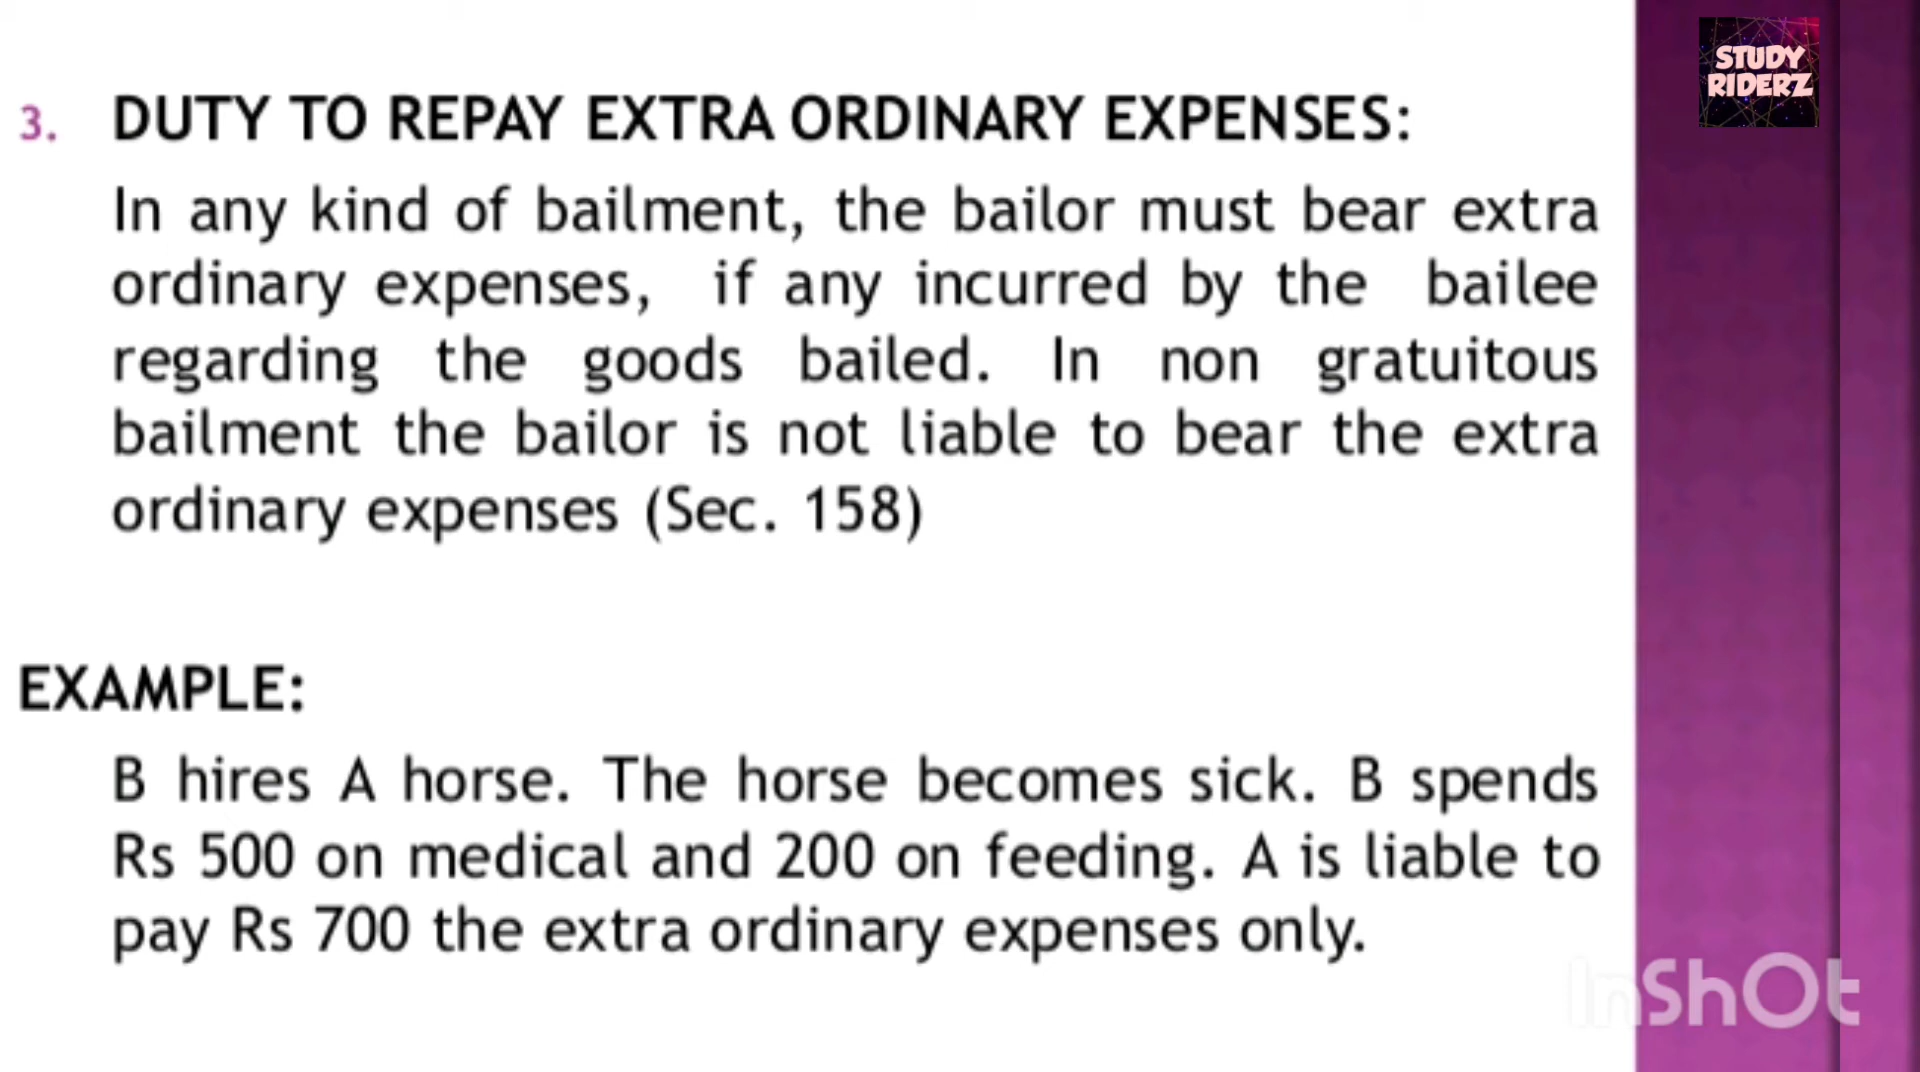 STUDY
RIDERZ
3. DUTY TO REPAY EXTRA ORDINARY EXPENSES:
In any kind of bailment, the bailor must bear extra
ordinary expenses, if any incurred by the bailee
regarding the goods bailed. In non gratuitous
bailment the bailor is not liable to bear the extra
ordinary expenses (Sec. 158)
EXAMPLE:
B hires A horse. The horse becomes sick. B spends
Rs 500 on medical and 200 on feeding. A is liable to
pay Rs 700 the extra ordinary expenses only.
InShOt